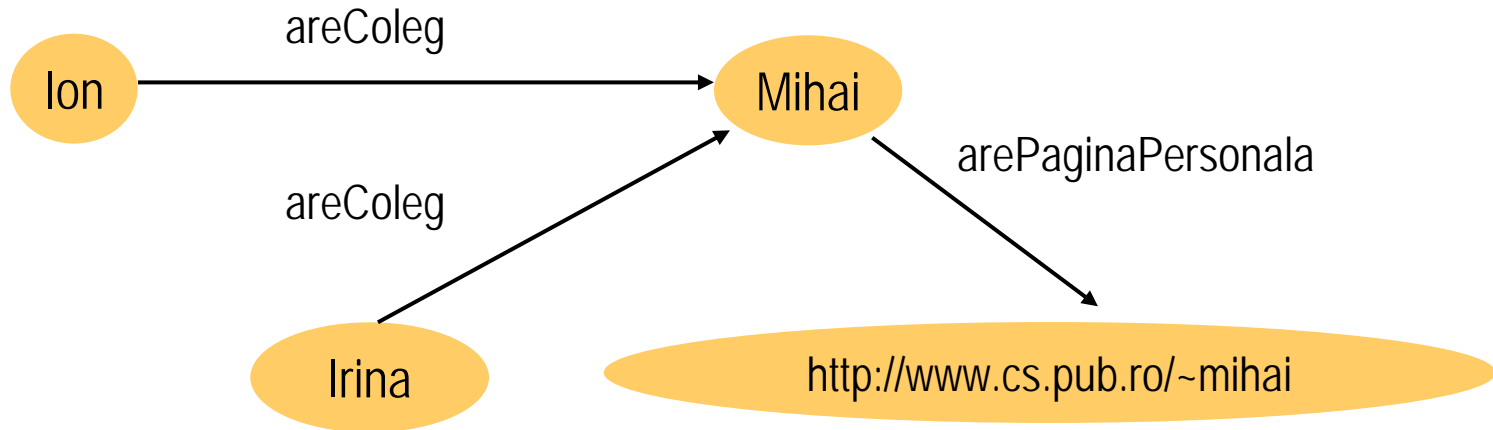 areColeg
Ion
Mihai
arePaginaPersonala
areColeg
Irina
http://www.cs.pub.ro/~mihai